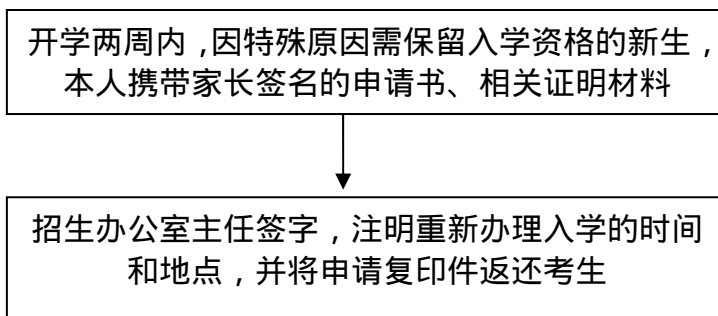 开学两周内，因特殊原因需保留入学资格的新生，
本人携带家长签名的申请书、相关证明材料
招生办公室主任签字，注明重新办理入学的时间
和地点，并将申请复印件返还考生